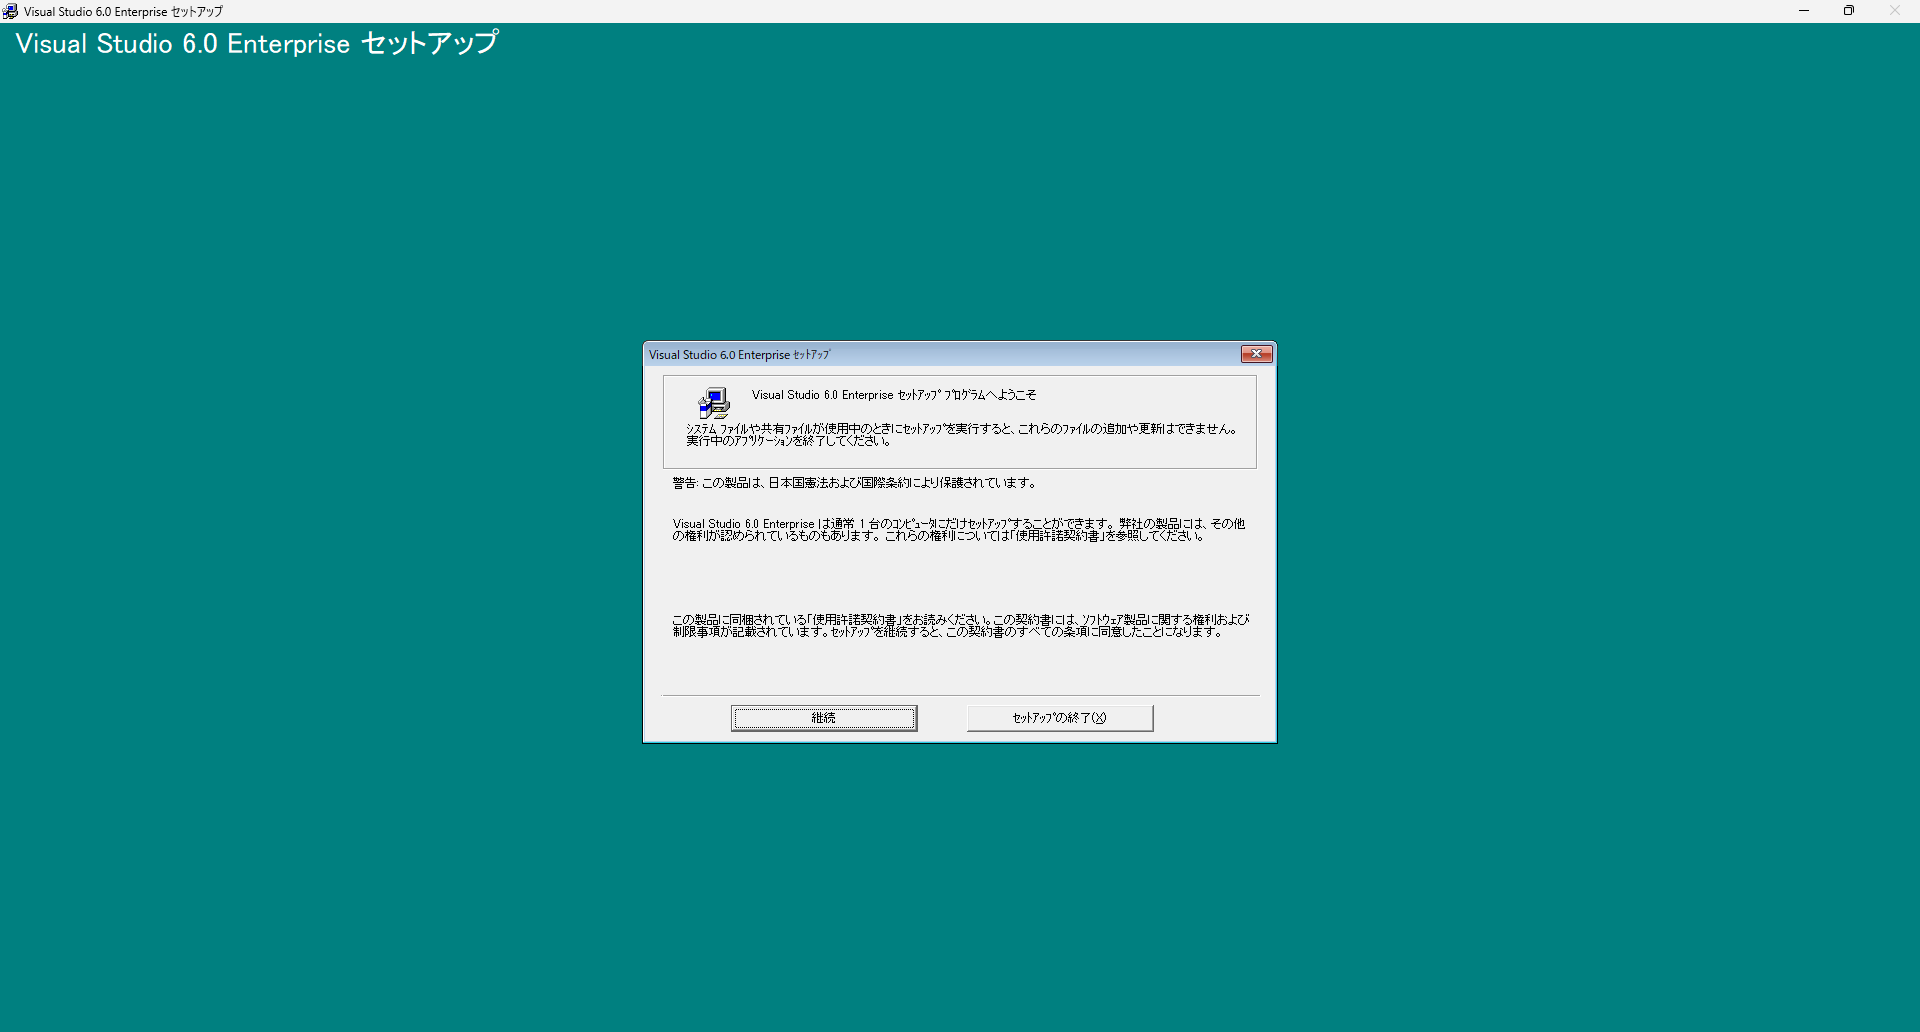 Visual Studio 6.0 Enterprise セットアップ
Visual Studio 6.0 Enterprise セットアップ
Visual Studio 6.0 Enterprise ｾｯﾄｱｯﾌﾟ
Visual Studio 6.0 Enterprise ｾｯﾄｱｯﾌﾟ ﾌﾟﾛｸﾞﾗﾑへようこそ
ｼｽﾃﾑ ﾌｧｲﾙや共有ﾌｧｲﾙが使用中のときにｾｯﾄｱｯﾌﾟを実行すると、これらのﾌｧｲﾙの追加や更新はできません。
実行中のｱﾌﾟﾘｹｰｼｮﾝを終了してください。
警告: この製品は、日本国憲法および国際条約により保護されています。
Visual Studio 6.0 Enterprise は通常 1 台のｺﾝﾋﾟｭｰﾀにだけｾｯﾄｱｯﾌﾟすることができます。弊社の製品には、その他
の権利が認められているものもあります。これらの権利については｢使用許諾契約書｣を参照してください。
この製品に同梱されている｢使用許諾契約書｣をお読みください。この契約書には、ｿﾌﾄｳｪｱ製品に関する権利および
制限事項が記載されています。ｾｯﾄｱｯﾌﾟを継続すると、この契約書のすべての条項に同意したことになります。
継続
ｾｯﾄｱｯﾌﾟの終了(X)